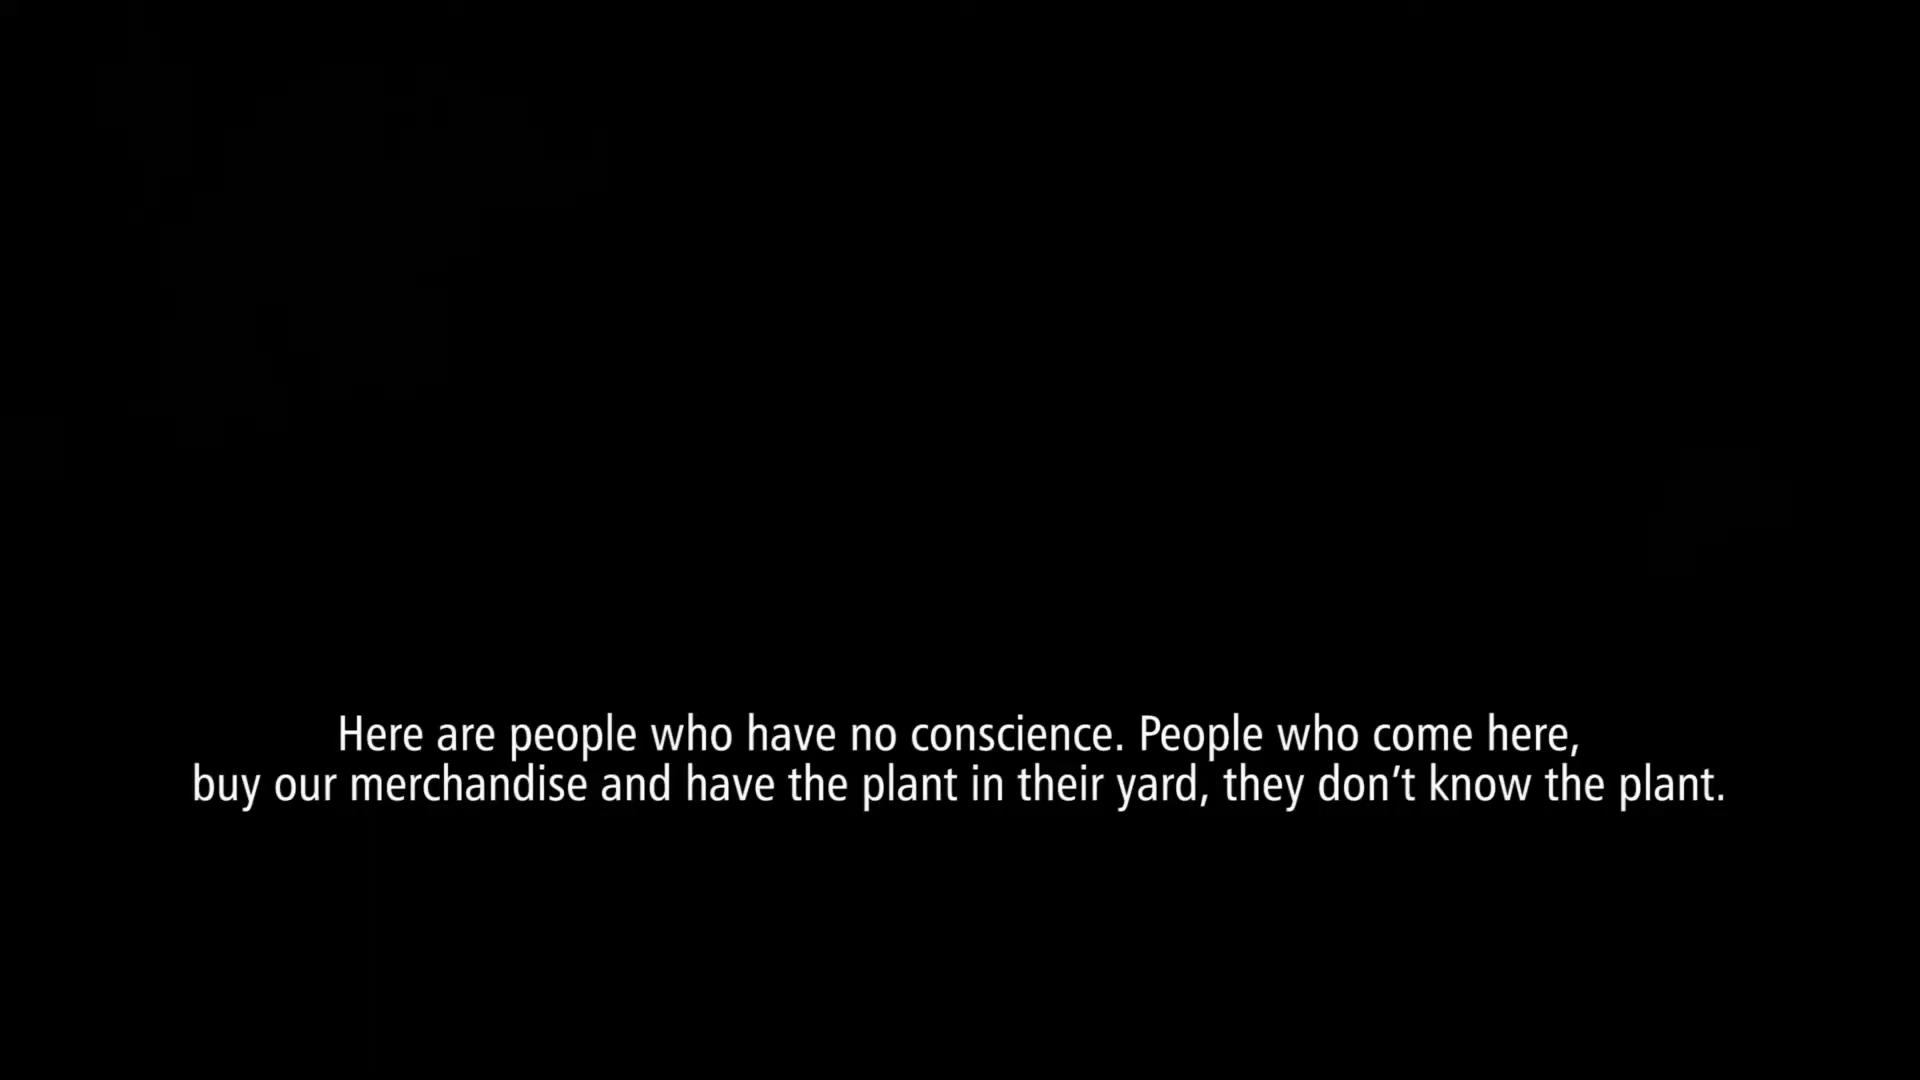 Here are people who have no conscience. People who come here,
buy our merchandise and have the plant in their yard, they don’t know the plant.